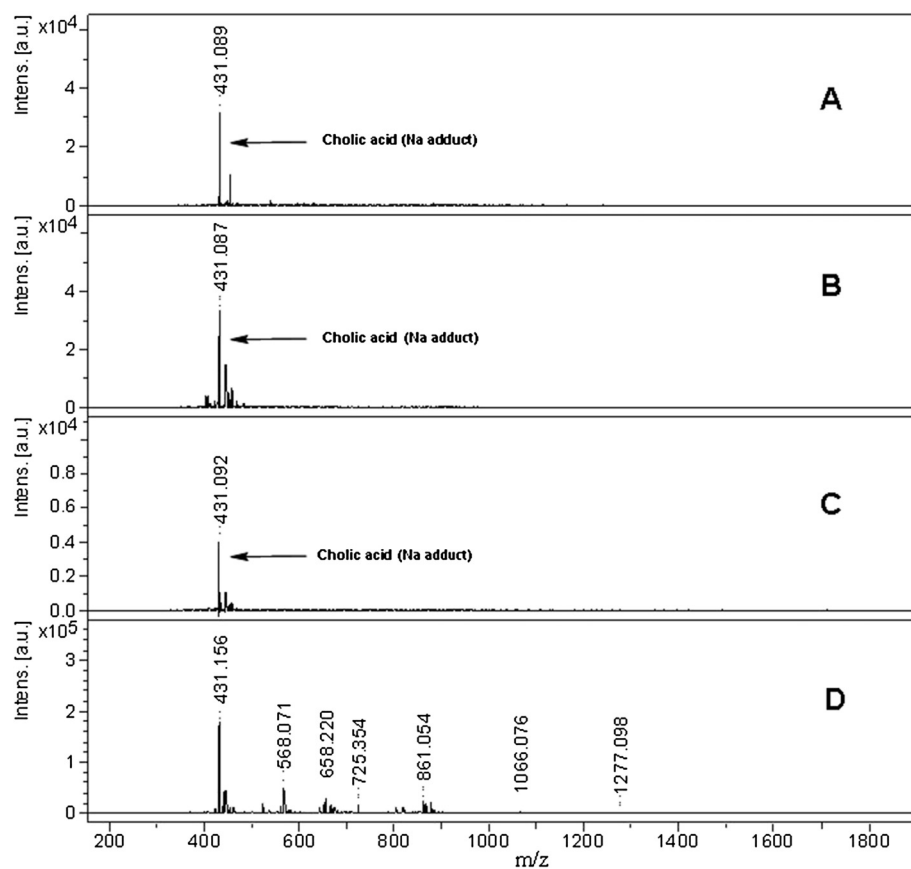 x10⁴
Intens. [a.u.]
4
2
0
431.089
Cholic acid (Na adduct)
A
x10⁴
Intens. [a.u.]
4
2
0
431.087
Cholic acid (Na adduct)
B
x10⁴
Intens. [a.u.]
0.8
0.6
0.4
0.2
0.0
431.092
Cholic acid (Na adduct)
C
x10⁵
Intens. [a.u.]
3
2
1
0
431.156
568.071
658.220
725.354
861.054
1066.076
1277.098
D
200 400 600 800 1000 1200 1400 1600 1800
m/z